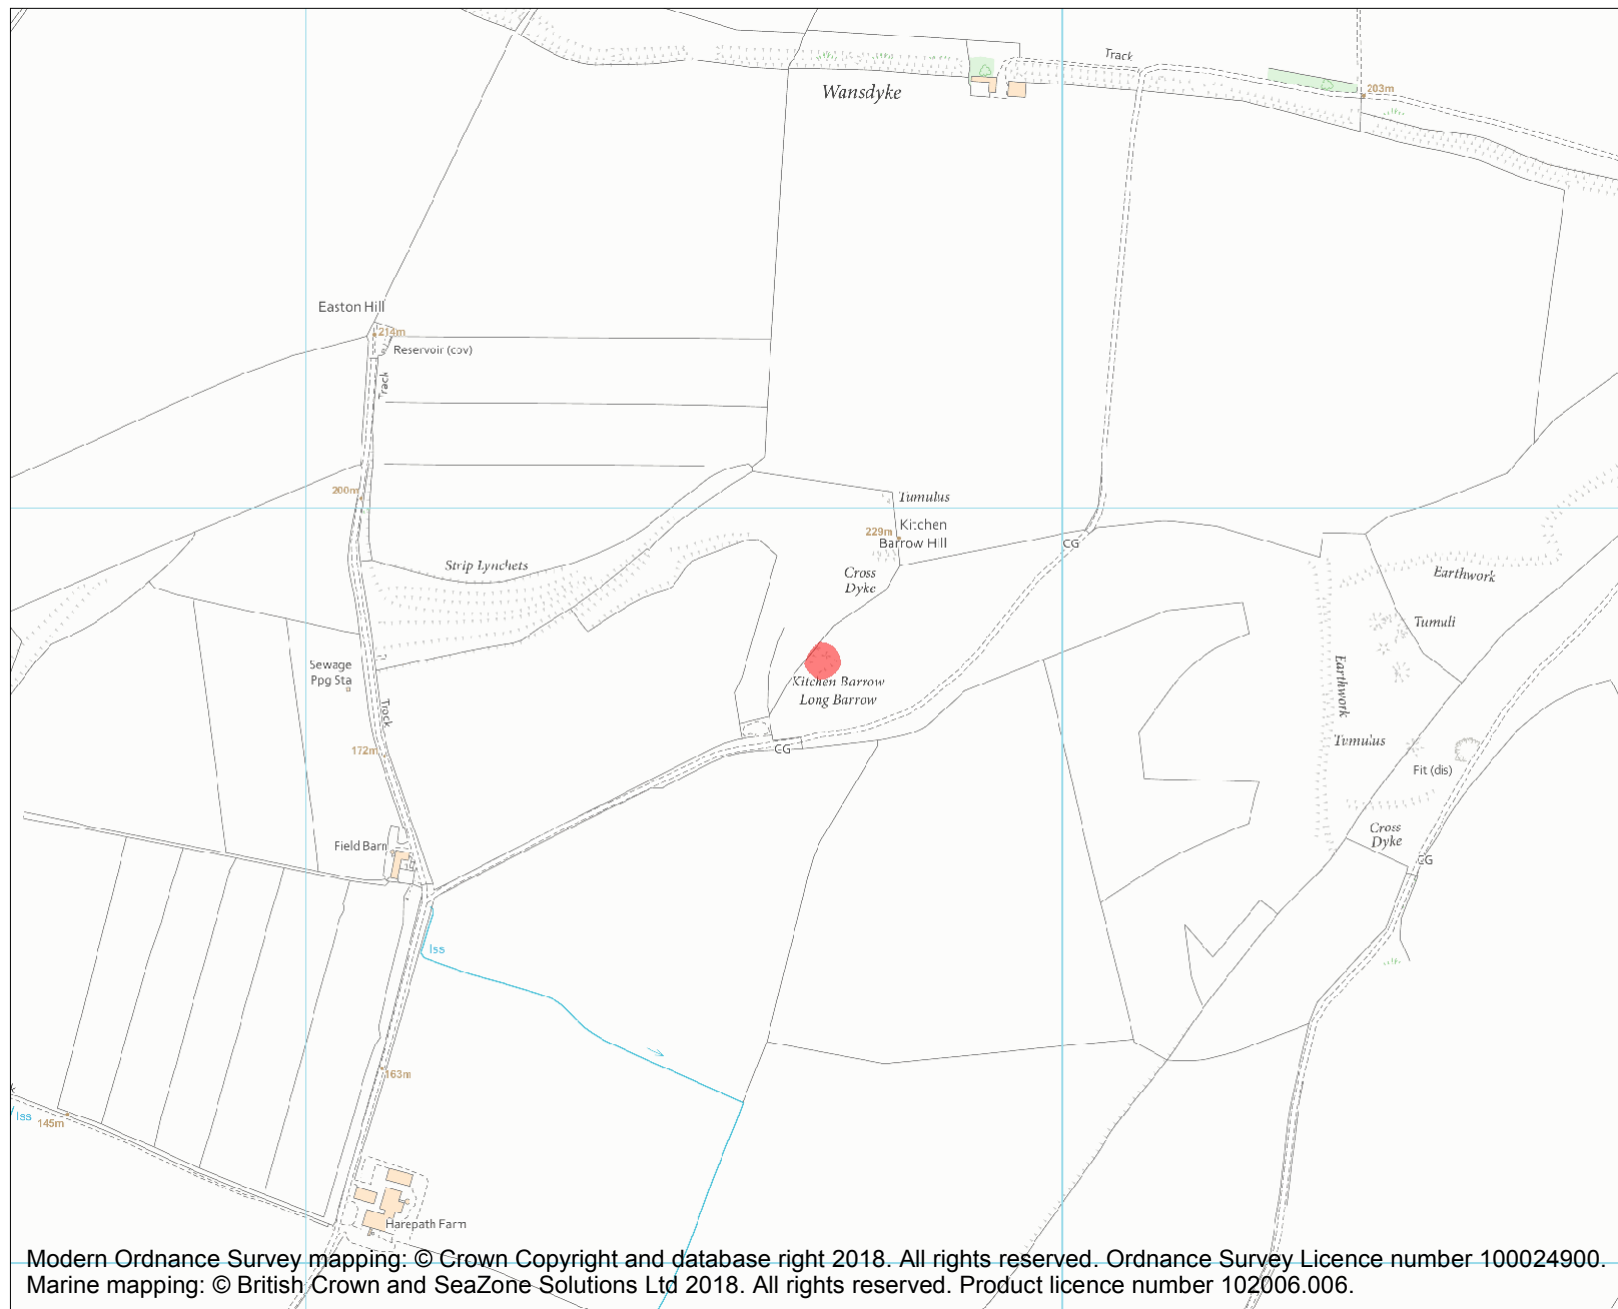 Track
Wansdyke
203m
Easton Hill
214m
Reservoir (cov)
Track
200m
Tumulus
Kitchen
Barrow Hill
229m
CG
Strip Lynchets
Cross
Dyke
Earthwork
Tumuli
Sewage
Ppg Sta
Kitchen Barrow
Long Barrow
Earthwork
Track
Tumulus
172m
CG
Pit (dis)
Field Barn
Cross
Dyke
CG
Iss
163m
Iss
145m
Harepath Farm
Modern Ordnance Survey mapping: © Crown Copyright and database right 2018. All rights reserved. Ordnance Survey Licence number 100024900.
Marine mapping: © British Crown and SeaZone Solutions Ltd 2018. All rights reserved. Product licence number 102006.006.